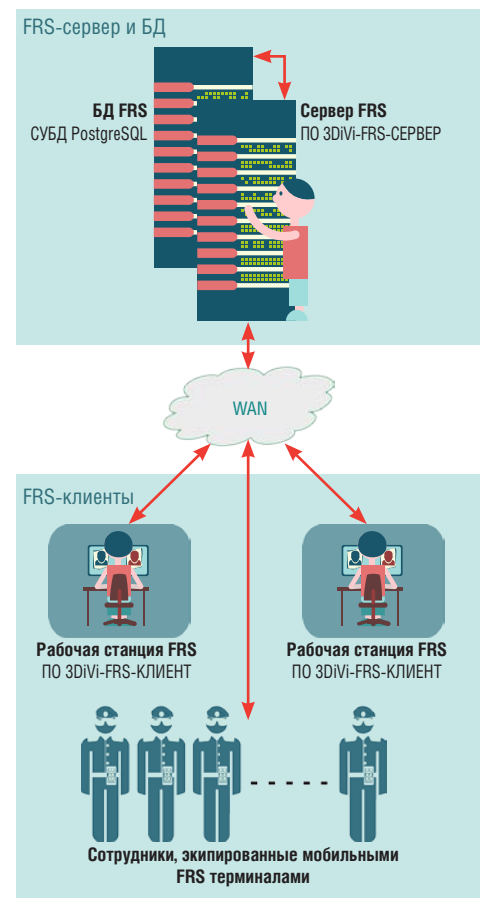 FRS-сервер и БД
БД FRS
СУБД PostgreSQL
Сервер FRS
ПО 3DiVi-FRS-СЕРВЕР
WAN
FRS-клиенты
Рабочая станция FRS
ПО 3DiVi-FRS-КЛИЕНТ
Рабочая станция FRS
ПО 3DiVi-FRS-КЛИЕНТ
Сотрудники, экипированные мобильными
FRS терминалами